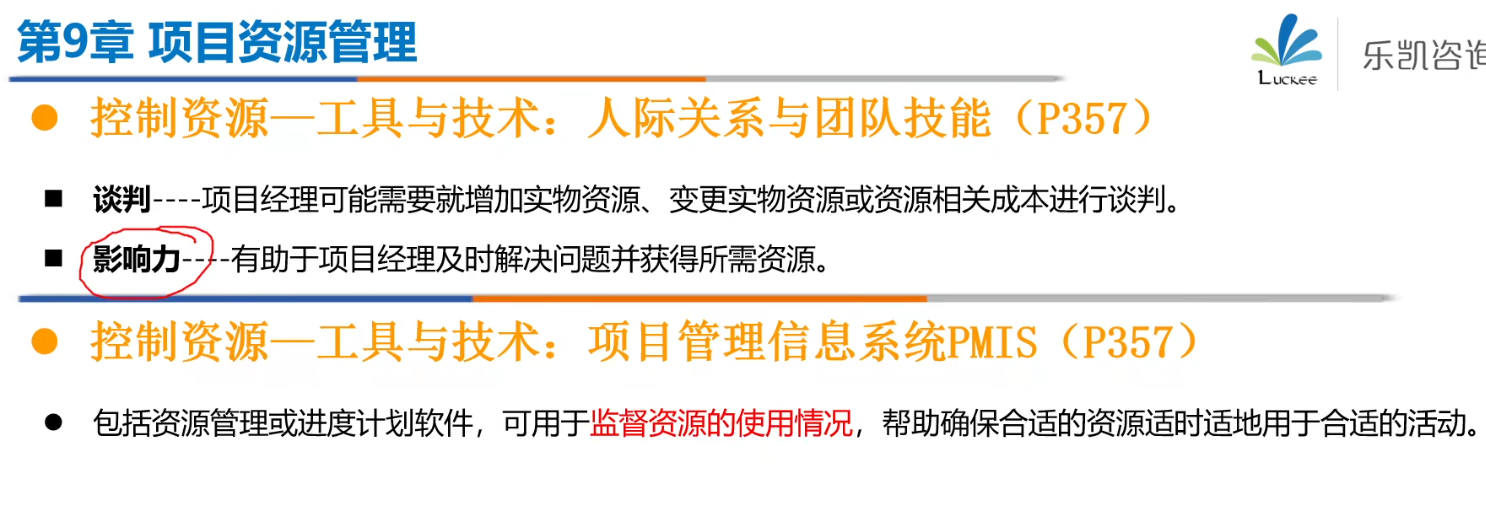 第9章 项目资源管理
Luckee
乐凯咨询
● 控制资源—工具与技术：人际关系与团队技能（P357）
■ 谈判----项目经理可能需要就增加实物资源、变更实物资源或资源相关成本进行谈判。
■ 影响力----有助于项目经理及时解决问题并获得所需资源。
● 控制资源—工具与技术：项目管理信息系统PMIS（P357）
● 包括资源管理或进度计划软件，可用于监督资源的使用情况，帮助确保合适的资源适时适地用于合适的活动。